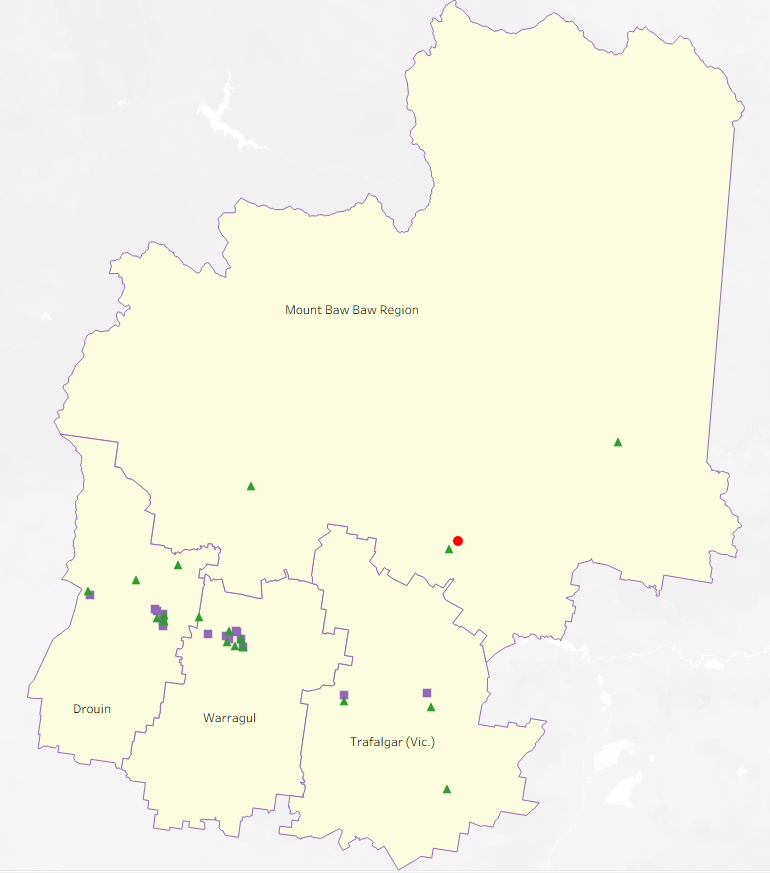 Mount Baw Baw Region
Drouin
Warragul
Trafalgar (Vic.)